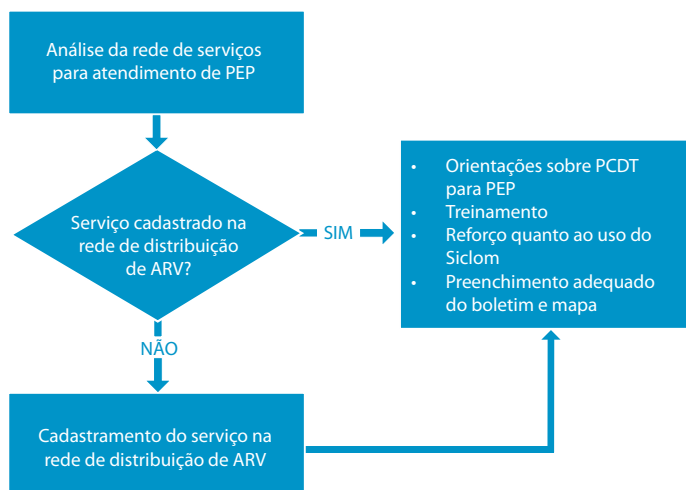 Análise da rede de serviços
para atendimento de PEP
Serviço cadastrado na
rede de distribuição
de ARV?
SIM
• Orientações sobre PCDT
para PEP
• Treinamento
• Reforço quanto ao uso do
Siclom
• Preenchimento adequado
do boletim e mapa
NÃO
Cadastramento do serviço na
rede de distribuição de ARV